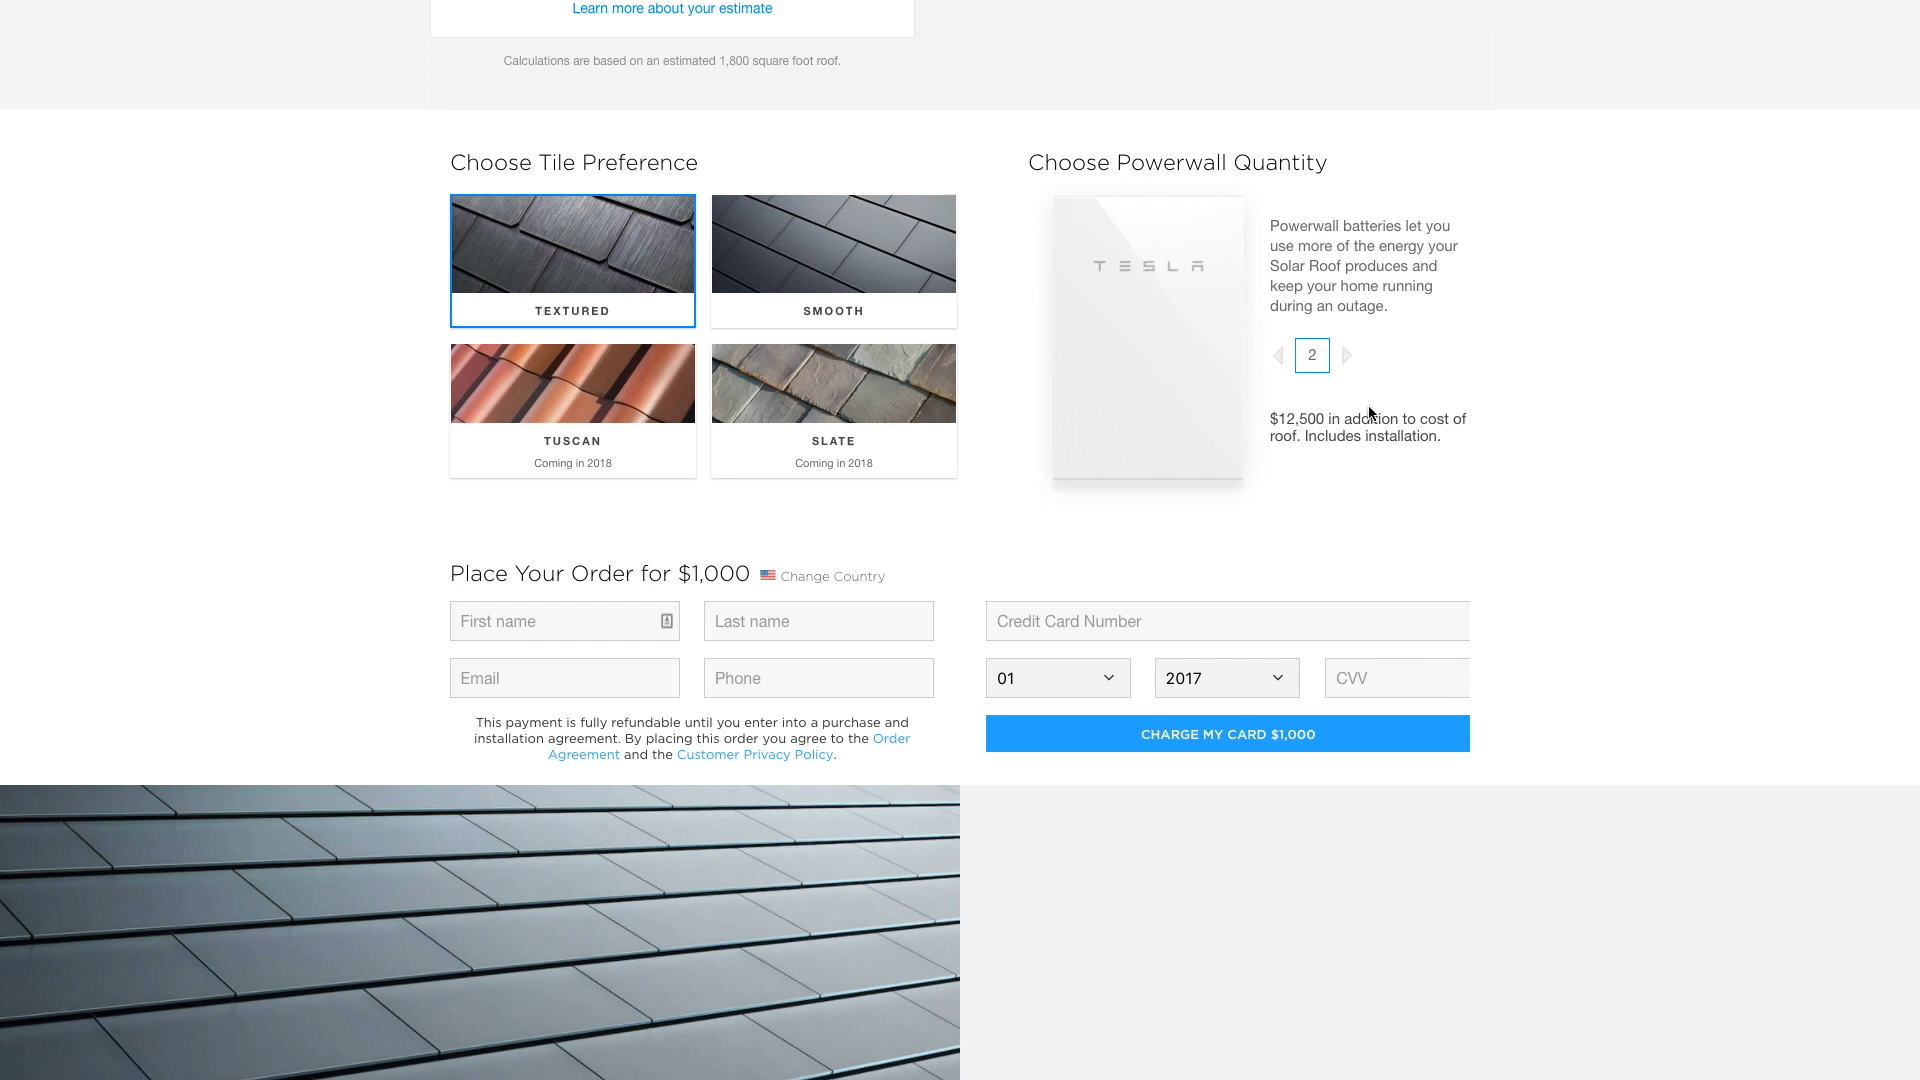 Learn more about your estimate
Calculations are based on an estimated 1,800 square foot roof.
Choose Tile Preference
TEXTURED
SMOOTH
TUSCAN
Coming in 2018
SLATE
Coming in 2018
Choose Powerwall Quantity
TESLA
Powerwall batteries let you
use more of the energy your
Solar Roof produces and
keep your home running
during an outage.
2
$12,500 in addition to cost of
roof. Includes installation.
Place Your Order for $1,000 Change Country
First name
Last name
Email
Phone
This payment is fully refundable until you enter into a purchase and
installation agreement. By placing this order you agree to the Order
Agreement and the Customer Privacy Policy.
Credit Card Number
01
2017
CVV
CHARGE MY CARD $1,000